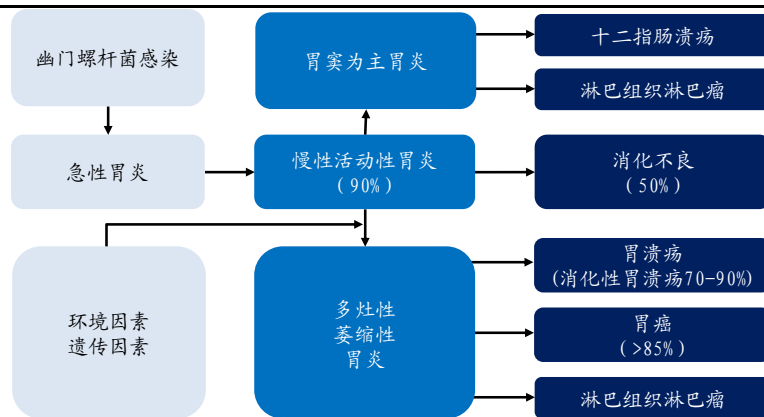 幽门螺杆菌感染
胃窦为主胃炎
十二指肠溃疡
淋巴组织淋巴瘤
急性胃炎
慢性活动性胃炎
(90%)
消化不良
(50%)
环境因素
遗传因素
多灶性
萎缩性
胃炎
胃溃疡
(消化性胃溃疡70-90%)
胃癌
(>85%)
淋巴组织淋巴瘤